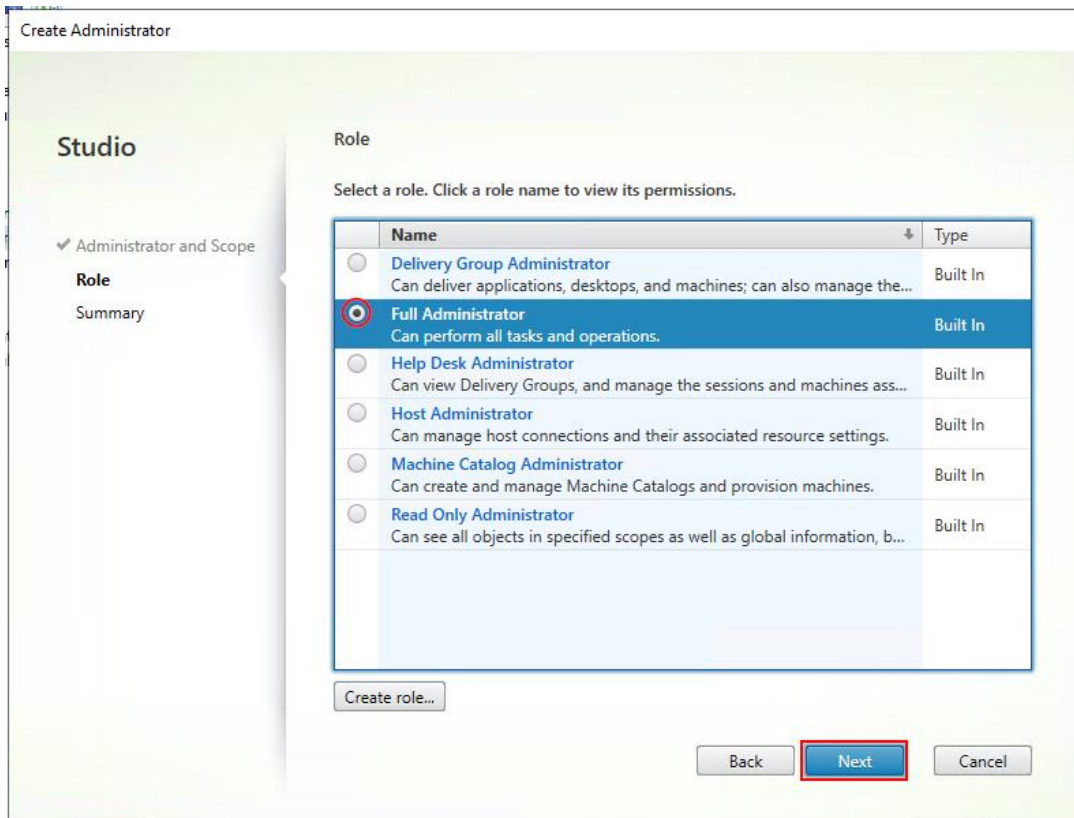 Create Administrator
Studio
Administrator and Scope
Role
Summary
Role
Select a role. Click a role name to view its permissions.
Name Type
Delivery Group Administrator
Can deliver applications, desktops, and machines; can also manage the... Built In
Full Administrator
Can perform all tasks and operations. Built In
Help Desk Administrator
Can view Delivery Groups, and manage the sessions and machines ass... Built In
Host Administrator
Can manage host connections and their associated resource settings. Built In
Machine Catalog Administrator
Can create and manage Machine Catalogs and provision machines. Built In
Read Only Administrator
Can see all objects in specified scopes as well as global information, b... Built In
Create role...
Back Next Cancel